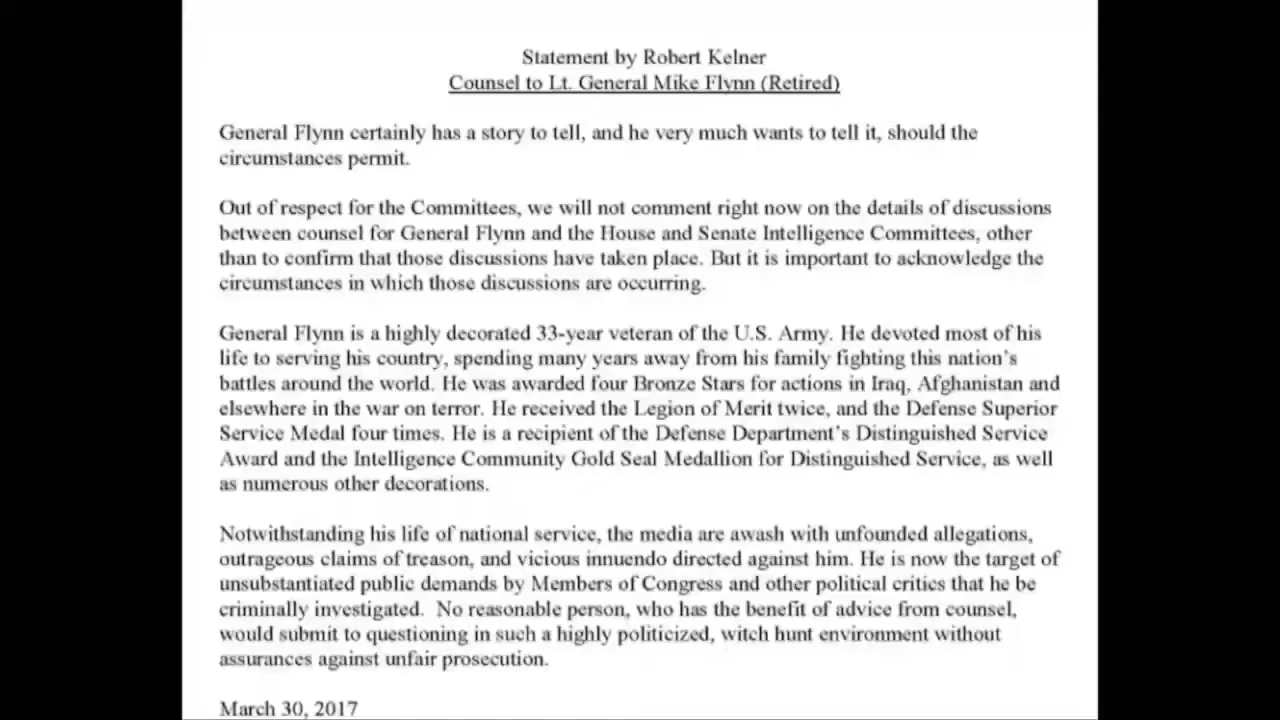 Statement by Robert Kelner
Counsel to Lt. General Mike Flynn (Retired)
General Flynn certainly has a story to tell, and he very much wants to tell it, should the
circumstances permit.
Out of respect for the Committees, we will not comment right now on the details of discussions
between counsel for General Flynn and the House and Senate Intelligence Committees, other
than to confirm that those discussions have taken place. But it is important to acknowledge the
circumstances in which those discussions are occurring.
General Flynn is a highly decorated 33-year veteran of the U.S. Army. He devoted most of his
life to serving his country, spending many years away from his family fighting this nation's
battles around the world. He was awarded four Bronze Stars for actions in Iraq, Afghanistan and
elsewhere in the war on terror. He received the Legion of Merit twice, and the Defense Superior
Service Medal four times. He is a recipient of the Defense Department's Distinguished Service
Award and the Intelligence Community Gold Seal Medallion for Distinguished Service, as well
as numerous other decorations.
Notwithstanding his life of national service, the media are awash with unfounded allegations,
outrageous claims of treason, and vicious innuendo directed against him. He is now the target of
unsubstantiated public demands by Members of Congress and other political critics that he be
criminally investigated.  No reasonable person, who has the benefit of advice from counsel,
would submit to questioning in such a highly politicized, witch hunt environment without
assurances against unfair prosecution.
March 30, 2017